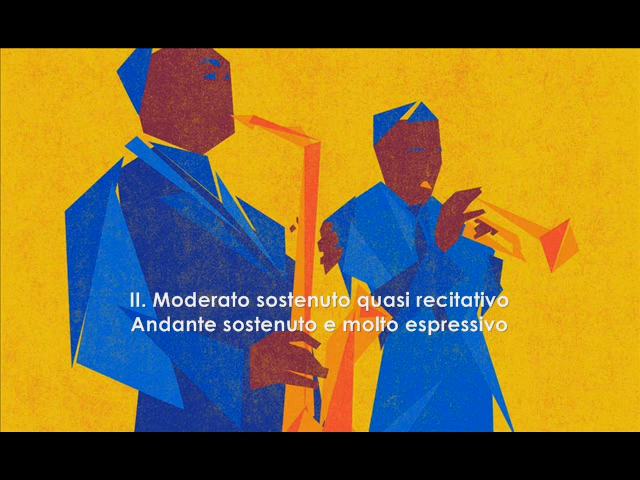 II. Moderato sostenuto quasi recitativo
Andante sostenuto e molto espressivo